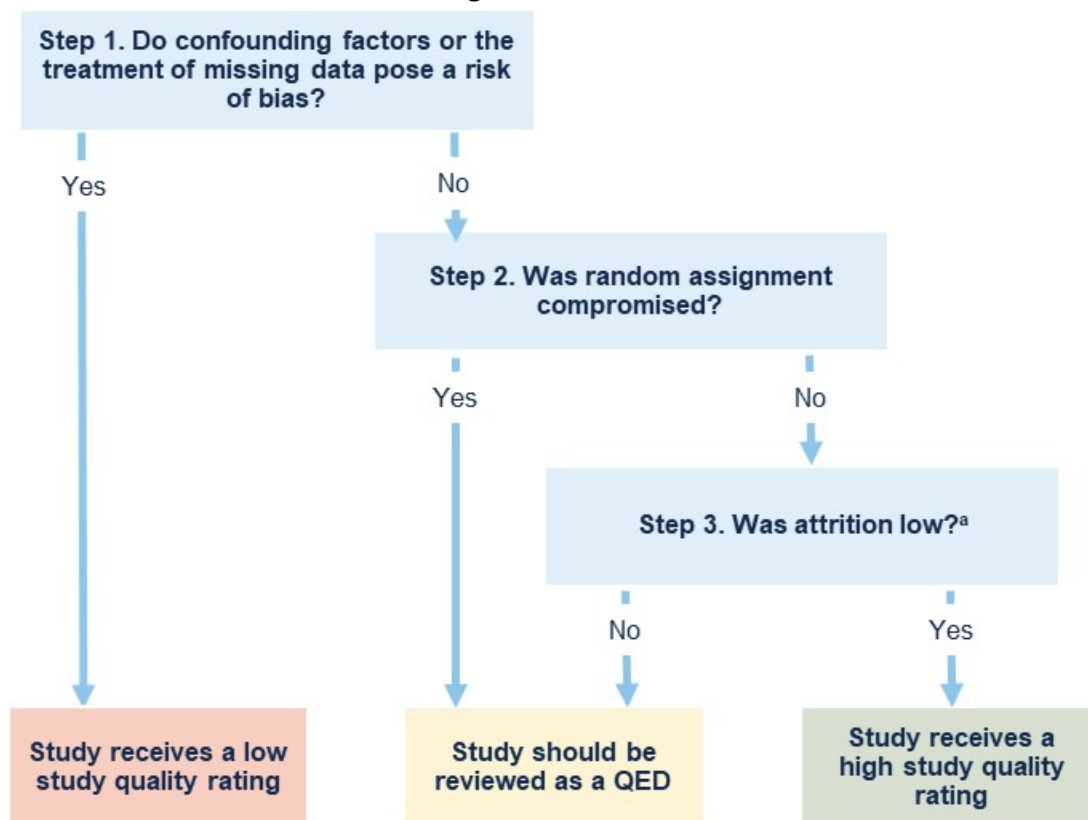 Step 1. Do confounding factors or the
treatment of missing data pose a risk
of bias?
Yes
No
Step 2. Was random assignment
compromised?
Yes
No
Step 3. Was attrition low?ᵃ
No
Yes
Study receives a low
study quality rating
Study should be
reviewed as a QED
Study receives a
high study quality
rating